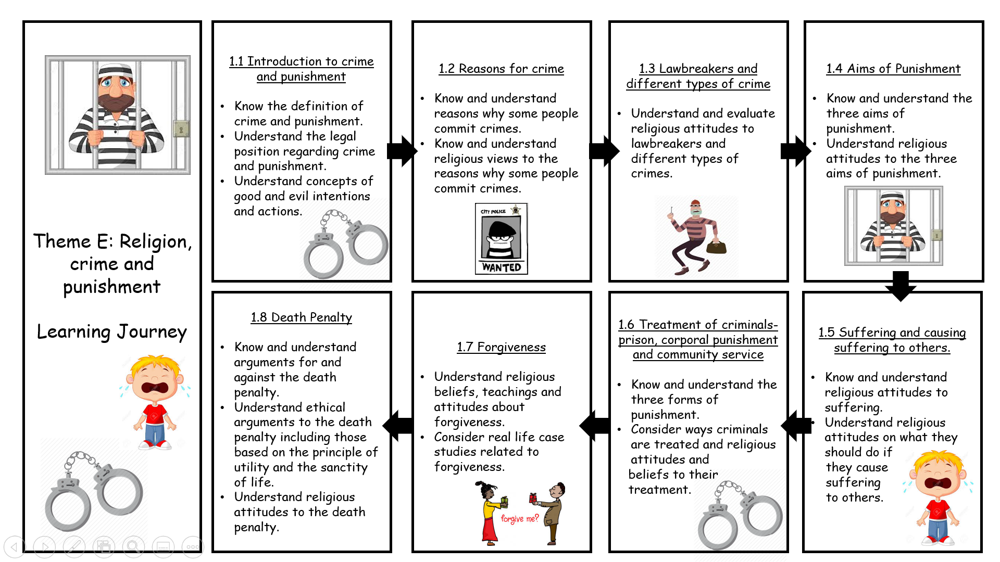 Theme E: Religion,
crime and
punishment
Learning Journey
1.1 Introduction to crime
and punishment
• Know the definition of
crime and punishment.
• Understand the legal
position regarding crime
and punishment.
• Understand concepts of
good and evil intentions
and actions.
1.2 Reasons for crime
• Know and understand
reasons why some people
commit crimes.
• Know and understand
religious views to the
reasons why some people
commit crimes.
CITY POLICE
WANTED
1.3 Lawbreakers and
different types of crime
• Understand and evaluate
religious attitudes to
lawbreakers and
different types of
crimes.
1.4 Aims of Punishment
• Know and understand the
three aims of
punishment.
• Understand religious
attitudes to the three
aims of punishment.
1.5 Suffering and causing
suffering to others.
• Know and understand
religious attitudes to
suffering.
• Understand religious
attitudes on what they
should do if
they cause
suffering
to others.
1.6 Treatment of criminals-
prison, corporal punishment
and community service
• Know and understand the
three forms of
punishment.
• Consider ways criminals
are treated and religious
attitudes and
beliefs to their
treatment.
1.7 Forgiveness
• Understand religious
beliefs, teachings and
attitudes about
forgiveness.
• Consider real life case
studies related to
forgiveness.
forgive me?
1.8 Death Penalty
• Know and understand
arguments for and
against the death
penalty.
• Understand ethical
arguments to the death
penalty including those
based on the principle of
utility and the sanctity
of life.
• Understand religious
attitudes to the death
penalty.